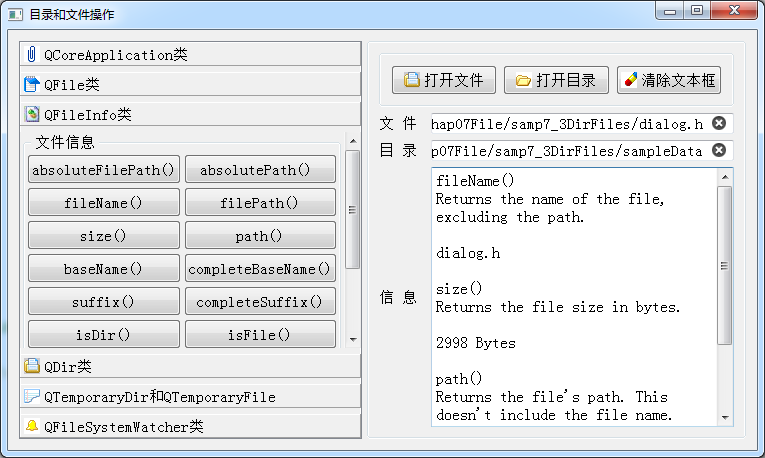 目录和文件操作
QCoreApplication类
QFile类
QFileInfo类
文件信息
absoluteFilePath() absolutePath()
fileName() filePath()
size() path()
baseName() completeBaseName()
suffix() completeSuffix()
isDir() isFile()
QDir类
QTemporaryDir和QTemporaryFile
QFileSystemWatcher类
打开文件 打开目录 清除文本框
文 件 hap07File/samp7_3DirFiles/dialog.h
目 录 p07File/samp7_3DirFiles/sampleData
信 息
fileName()
Returns the name of the file,
excluding the path.
dialog.h
size()
Returns the file size in bytes.
2998 Bytes
path()
Returns the file's path. This
doesn't include the file name.